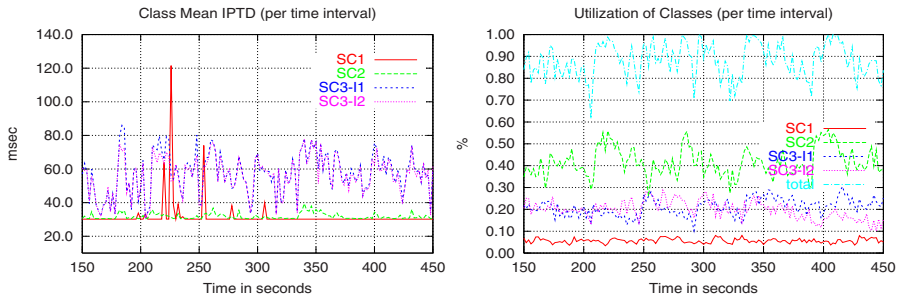 Class Mean IPTD (per time interval)
140.0
120.0
100.0
80.0
60.0
40.0
20.0
msec
SC1
SC2
SC3-I1
SC3-I2
150 200 250 300 350 400 450
Time in seconds
Utilization of Classes (per time interval)
1.00
0.90
0.80
0.70
0.60
0.50
0.40
0.30
0.20
0.10
0.00
%
SC1
SC2
SC3-I1
SC3-I2
total
150 200 250 300 350 400 450
Time in seconds